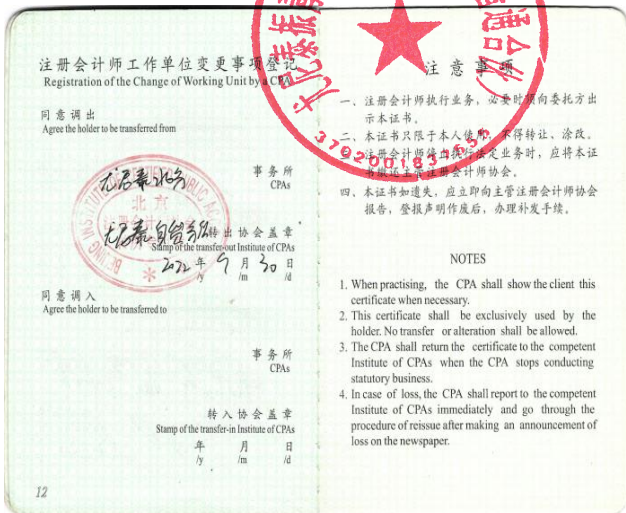 注册会计师工作单位变更事项登记
Registration of the Change of Working Unit by a CPA
同意调出
Agree the holder to be transferred from
事务所
CPAs
北京
转出协会盖章
Stamp of the transfer-out Institute of CPAs
2022 年 9 月 30 日
/y /m /d
同意调入
Agree the holder to be transferred to
事务所
CPAs
转入协会盖章
Stamp of the transfer-in Institute of CPAs
年 月 日
/y /m /d
12
尤尼泰振
通合伙
3702001831655
注意事项
一、注册会计师执行业务，必要时须向委托方出
示本证书。
二、本证书只限于本人使用，不得转让、涂改。
三、注册会计师停止执行法定业务时，应将本证
书缴还主管注册会计师协会。
四、本证书如遗失，应立即向主管注册会计师协会
报告，登报声明作废后，办理补发手续。
NOTES
1. When practising, the CPA shall show the client this
certificate when necessary.
2. This certificate shall be exclusively used by the
holder. No transfer or alteration shall be allowed.
3. The CPA shall return the certificate to the competent
Institute of CPAs when the CPA stops conducting
statutory business.
4. In case of loss, the CPA shall report to the competent
Institute of CPAs immediately and go through the
procedure of reissue after making an announcement of
loss on the newspaper.